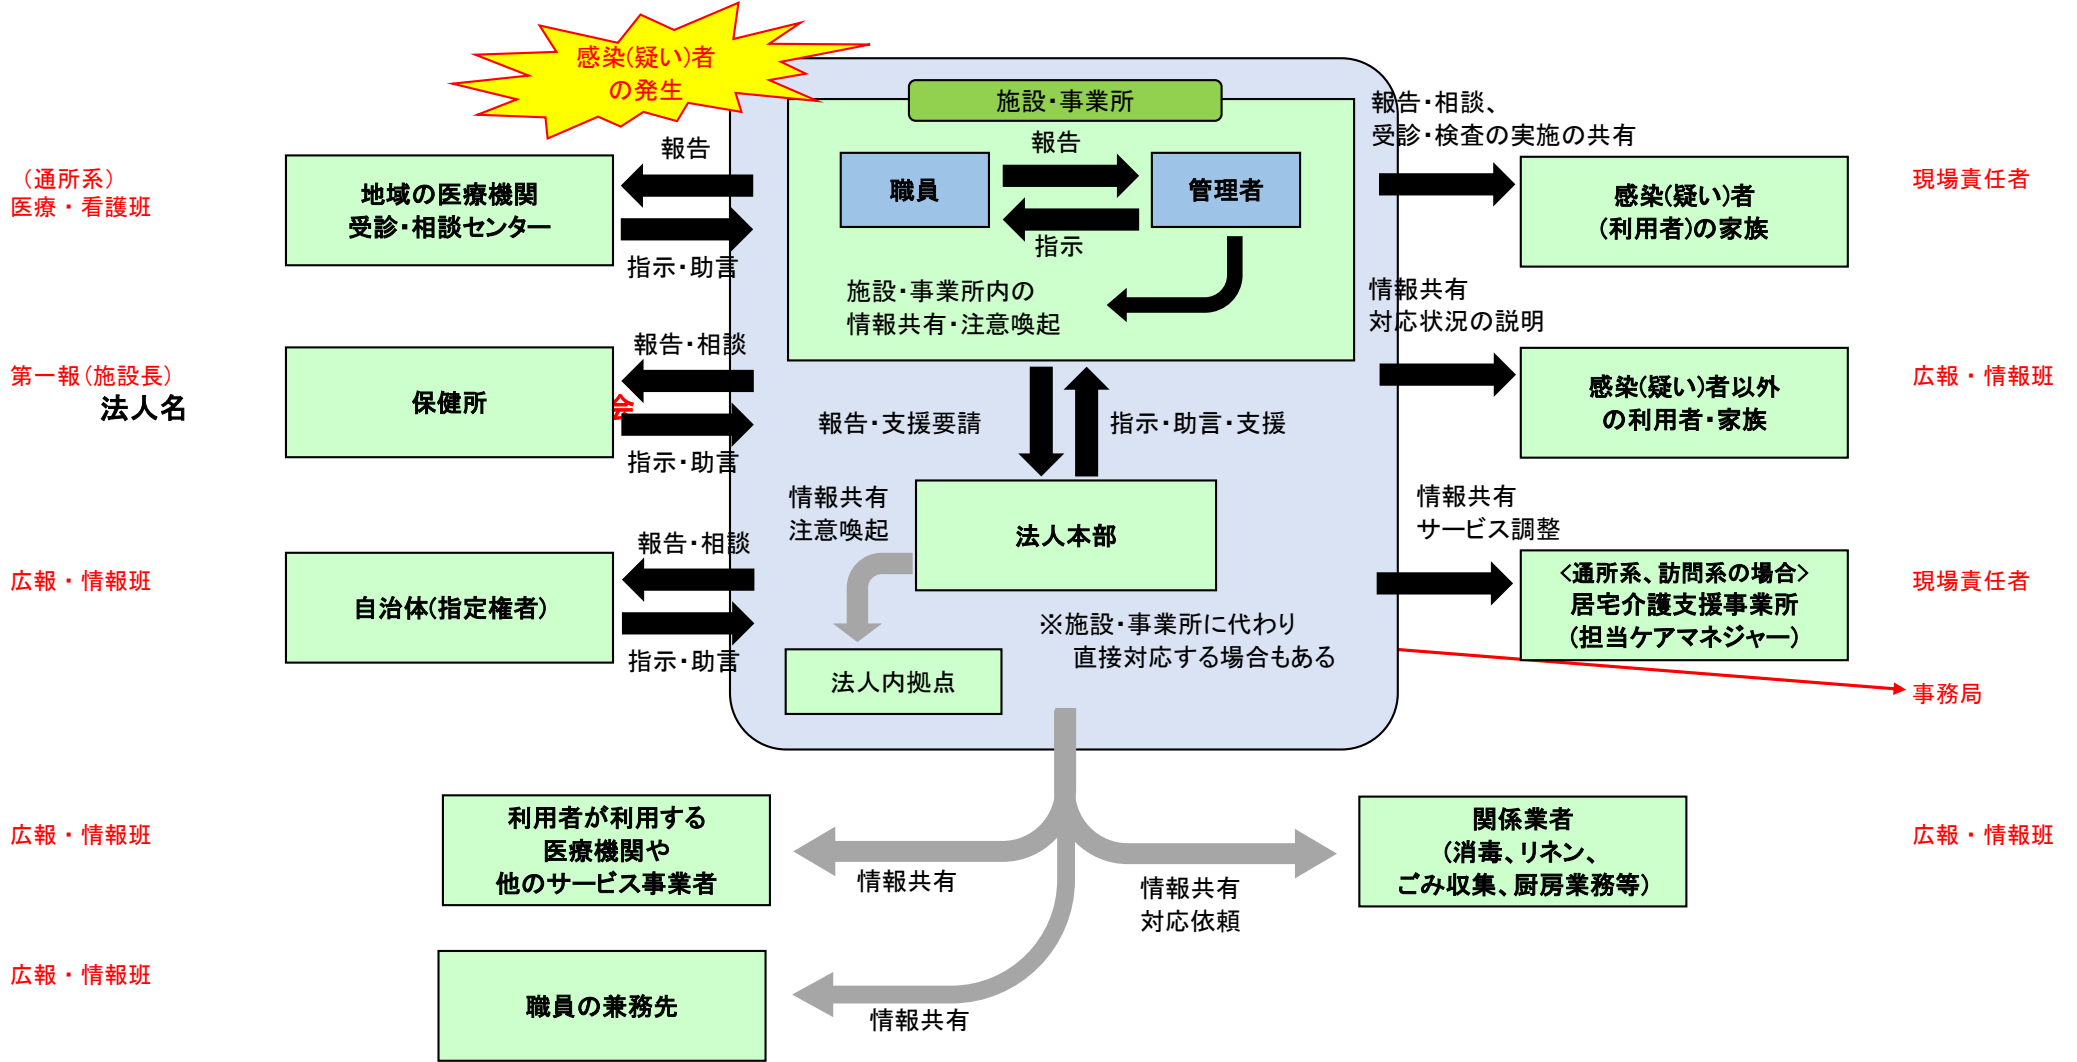 感染(疑い)者
の発生
施設・事業所
報告
職員
管理者
指示
施設・事業所内の
情報共有・注意喚起
報告
（通所系）
医療・看護班
地域の医療機関
受診・相談センター
指示・助言
報告・相談、
受診・検査の実施の共有
感染(疑い)者
(利用者)の家族
現場責任者
報告・相談
第一報(施設長)
法人名
保健所
会
指示・助言
情報共有
対応状況の説明
感染(疑い)者以外
の利用者・家族
広報・情報班
報告・支援要請
指示・助言・支援
情報共有
注意喚起
法人本部
報告・相談
広報・情報班
自治体(指定権者)
指示・助言
情報共有
サービス調整
<通所系、訪問系の場合>
居宅介護支援事業所
(担当ケアマネジャー)
現場責任者
※施設・事業所に代わり
直接対応する場合もある
法人内拠点
事務局
広報・情報班
利用者が利用する
医療機関や
他のサービス事業者
情報共有
情報共有
対応依頼
関係業者
(消毒、リネン、
ごみ収集、厨房業務等)
広報・情報班
広報・情報班
職員の兼務先
情報共有